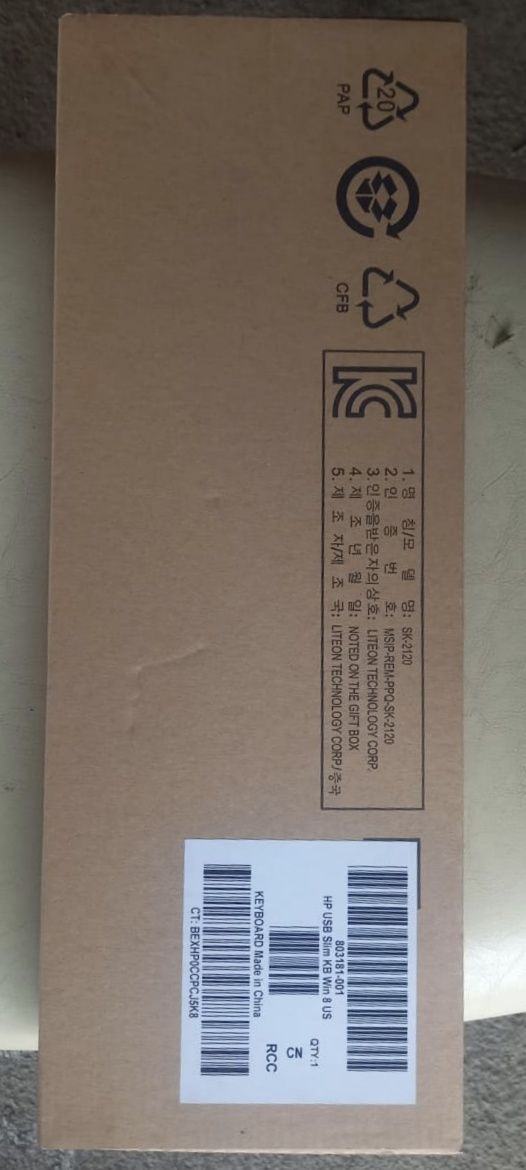 20
PAP
CFB
1. 명 칭/모 델 명: SK-2120
2. 인 증 번 호: MSIP-REM-PPQ-SK-2120
3. 인증을받은자의상호: LITEON TECHNOLOGY CORP.
4. 제 조 년 월 일: NOTED ON THE GIFT BOX
5. 제 조 자/제 조 국: LITEON TECHNOLOGY CORP/중국
803181-001
HP USB Slim KB Win 8 US
QTY:1
CN
KEYBOARD Made in China
RCC
CT: BEXHP0CCPCJ5K8